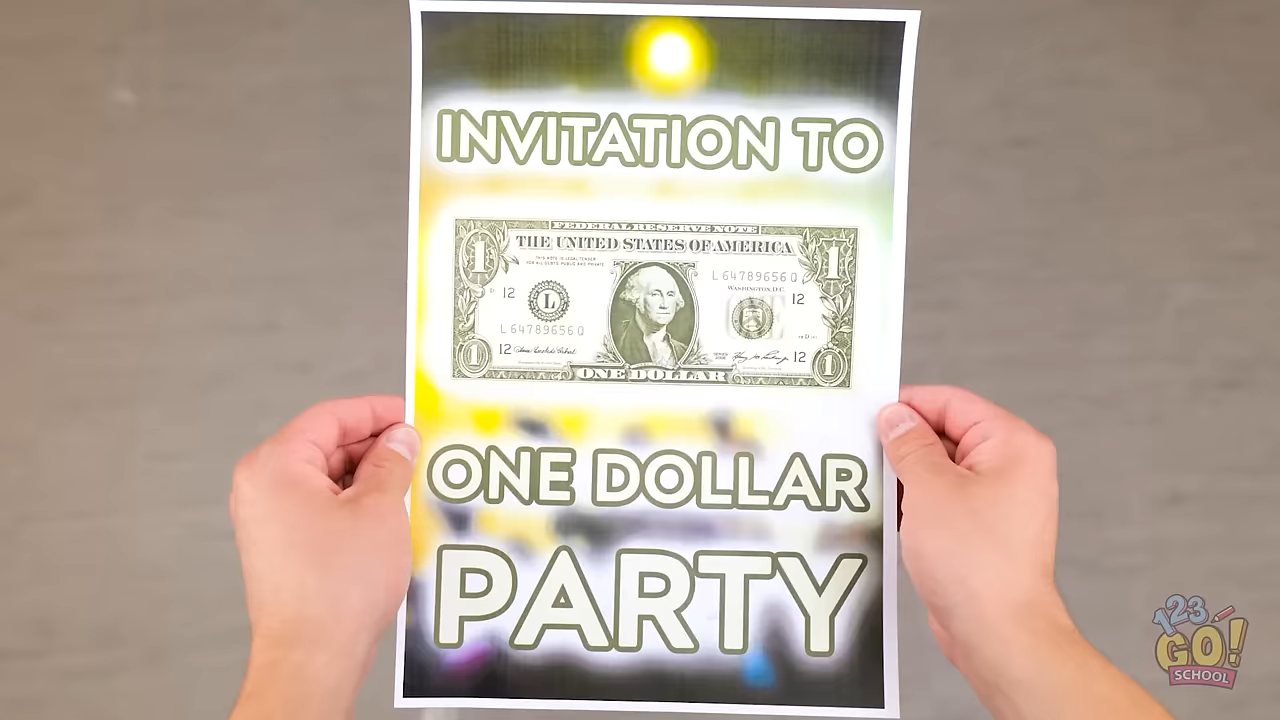 INVITATION TO
FEDERAL RESERVE NOTE
THE UNITED STATES OF AMERICA
THIS NOTE IS LEGAL TENDER
FOR ALL DEBTS, PUBLIC AND PRIVATE
L 64789656 Q
WASHINGTON, D.C.
1
1
12
12
L
L 64789656 Q
12
12
SERIES
2006
1
1
ONE DOLLAR
ONE DOLLAR
PARTY
123
GO!
SCHOOL